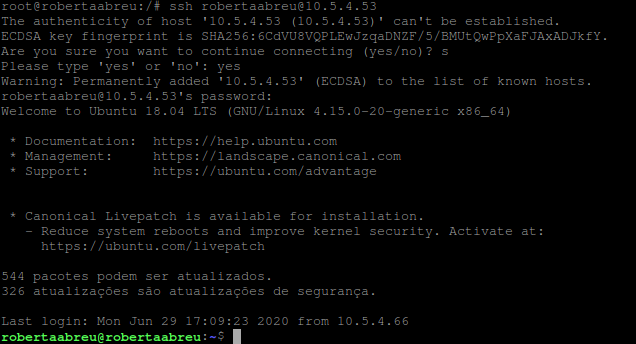 root@robertaabreu:/# ssh robertaabreu@10.5.4.53
The authenticity of host '10.5.4.53 (10.5.4.53)' can't be established.
ECDSA key fingerprint is SHA256:6CdVU8VQPLEwJzqaDNZF/5/BMUtQwPpXaFJAxADJkfY.
Are you sure you want to continue connecting (yes/no)? s
Please type 'yes' or 'no': yes
Warning: Permanently added '10.5.4.53' (ECDSA) to the list of known hosts.
robertaabreu@10.5.4.53's password:
Welcome to Ubuntu 18.04 LTS (GNU/Linux 4.15.0-20-generic x86_64)
* Documentation:  https://help.ubuntu.com
* Management:     https://landscape.canonical.com
* Support:        https://ubuntu.com/advantage
* Canonical Livepatch is available for installation.
- Reduce system reboots and improve kernel security. Activate at:
https://ubuntu.com/livepatch
544 pacotes podem ser atualizados.
326 atualizações são atualizações de segurança.
Last login: Mon Jun 29 17:09:23 2020 from 10.5.4.66
robertaabreu@robertaabreu:~$